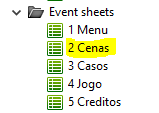 Event sheets
1 Menu
2 Cenas
3 Casos
4 Jogo
5 Creditos